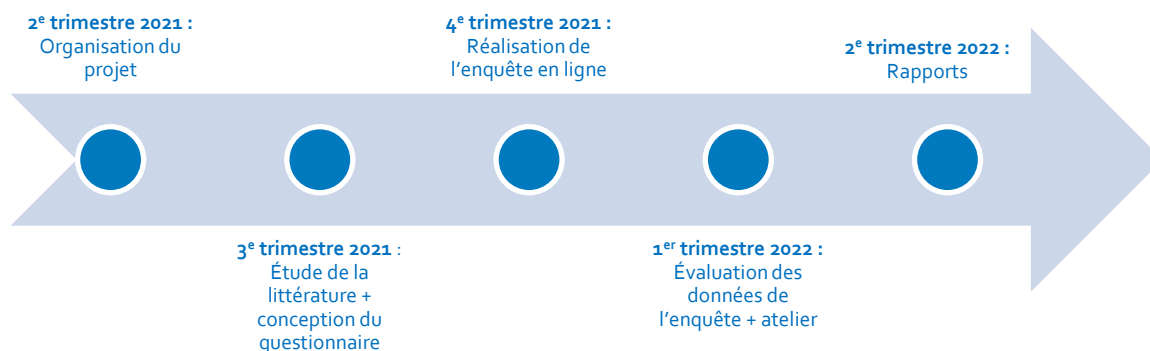 2e trimestre 2021 :
Organisation du
projet
3e trimestre 2021 :
Étude de la
littérature +
conception du
questionnaire
4e trimestre 2021 :
Réalisation de
l’enquête en ligne
1er trimestre 2022 :
Évaluation des
données de
l’enquête + atelier
2e trimestre 2022 :
Rapports